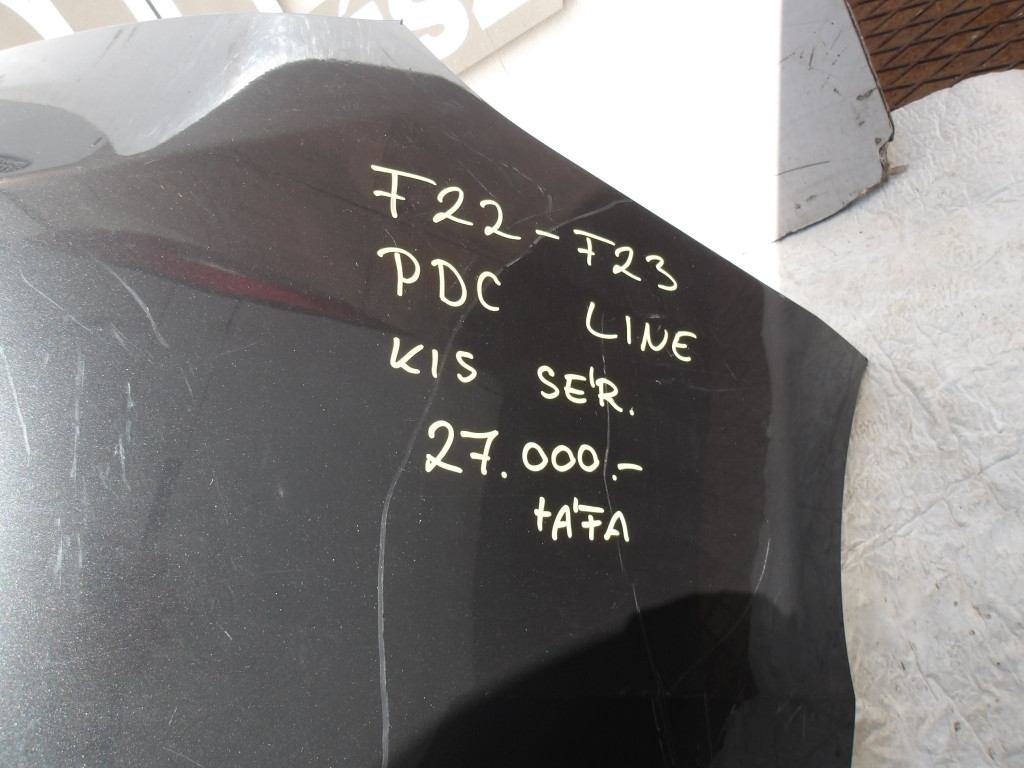 F22-F23
PDC LINE
KIS SÉR.
27.000.-
+ÁFA